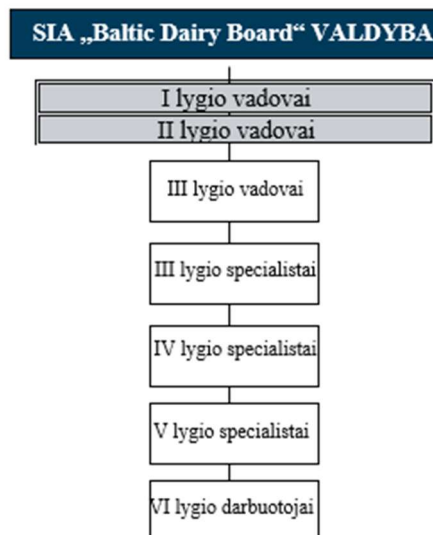 SIA „Baltic Dairy Board“ VALDYBA
I lygio vadovai
II lygio vadovai
III lygio vadovai
III lygio specialistai
IV lygio specialistai
V lygio specialistai
VI lygio darbuotojai